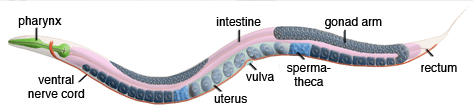 pharynx
intestine
gonad arm
ventral
nerve cord
uterus
vulva
sperma-
theca
rectum